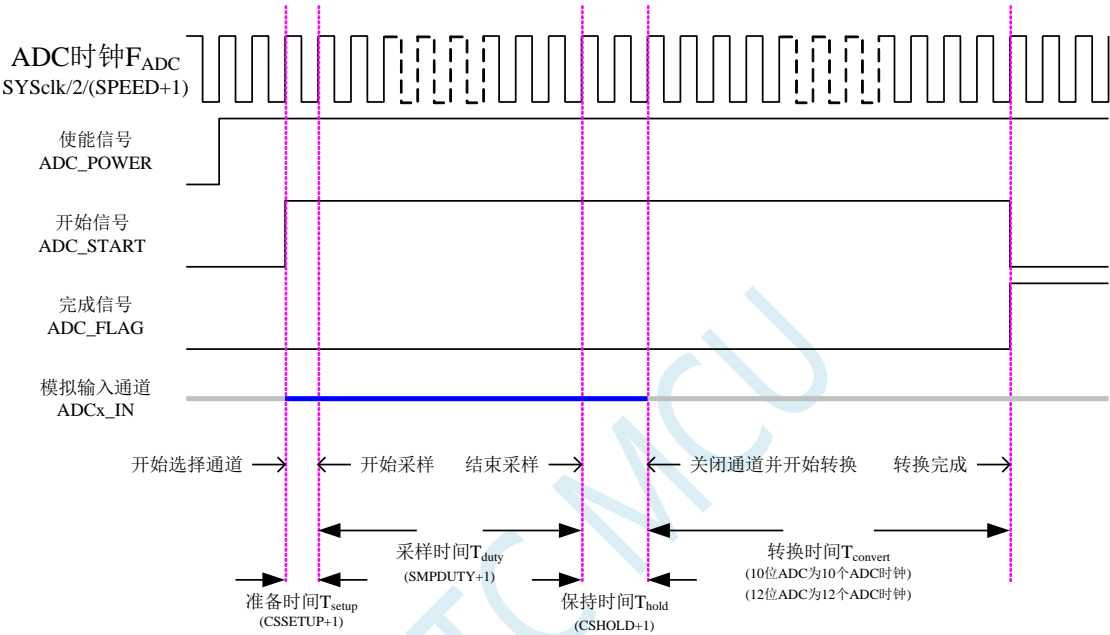 ADC时钟FADC
SYSclk/2/(SPEED+1)
使能信号
ADC_POWER
开始信号
ADC_START
完成信号
ADC_FLAG
模拟输入通道
ADCx_IN
开始选择通道 开始采样 结束采样 关闭通道并开始转换 转换完成
采样时间Tduty
(SMPDUTY+1)
转换时间Tconvert
(10位ADC为10个ADC时钟)
(12位ADC为12个ADC时钟)
准备时间Tsetup
(CSSETUP+1)
保持时间Thold
(CSHOLD+1)
MCU